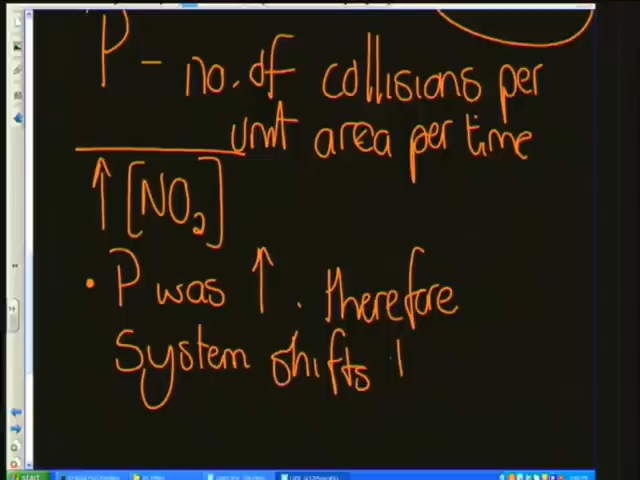 P - no. of collisions per
unit area per time
↑ [NO₂]
• P was ↑. therefore
system shifts